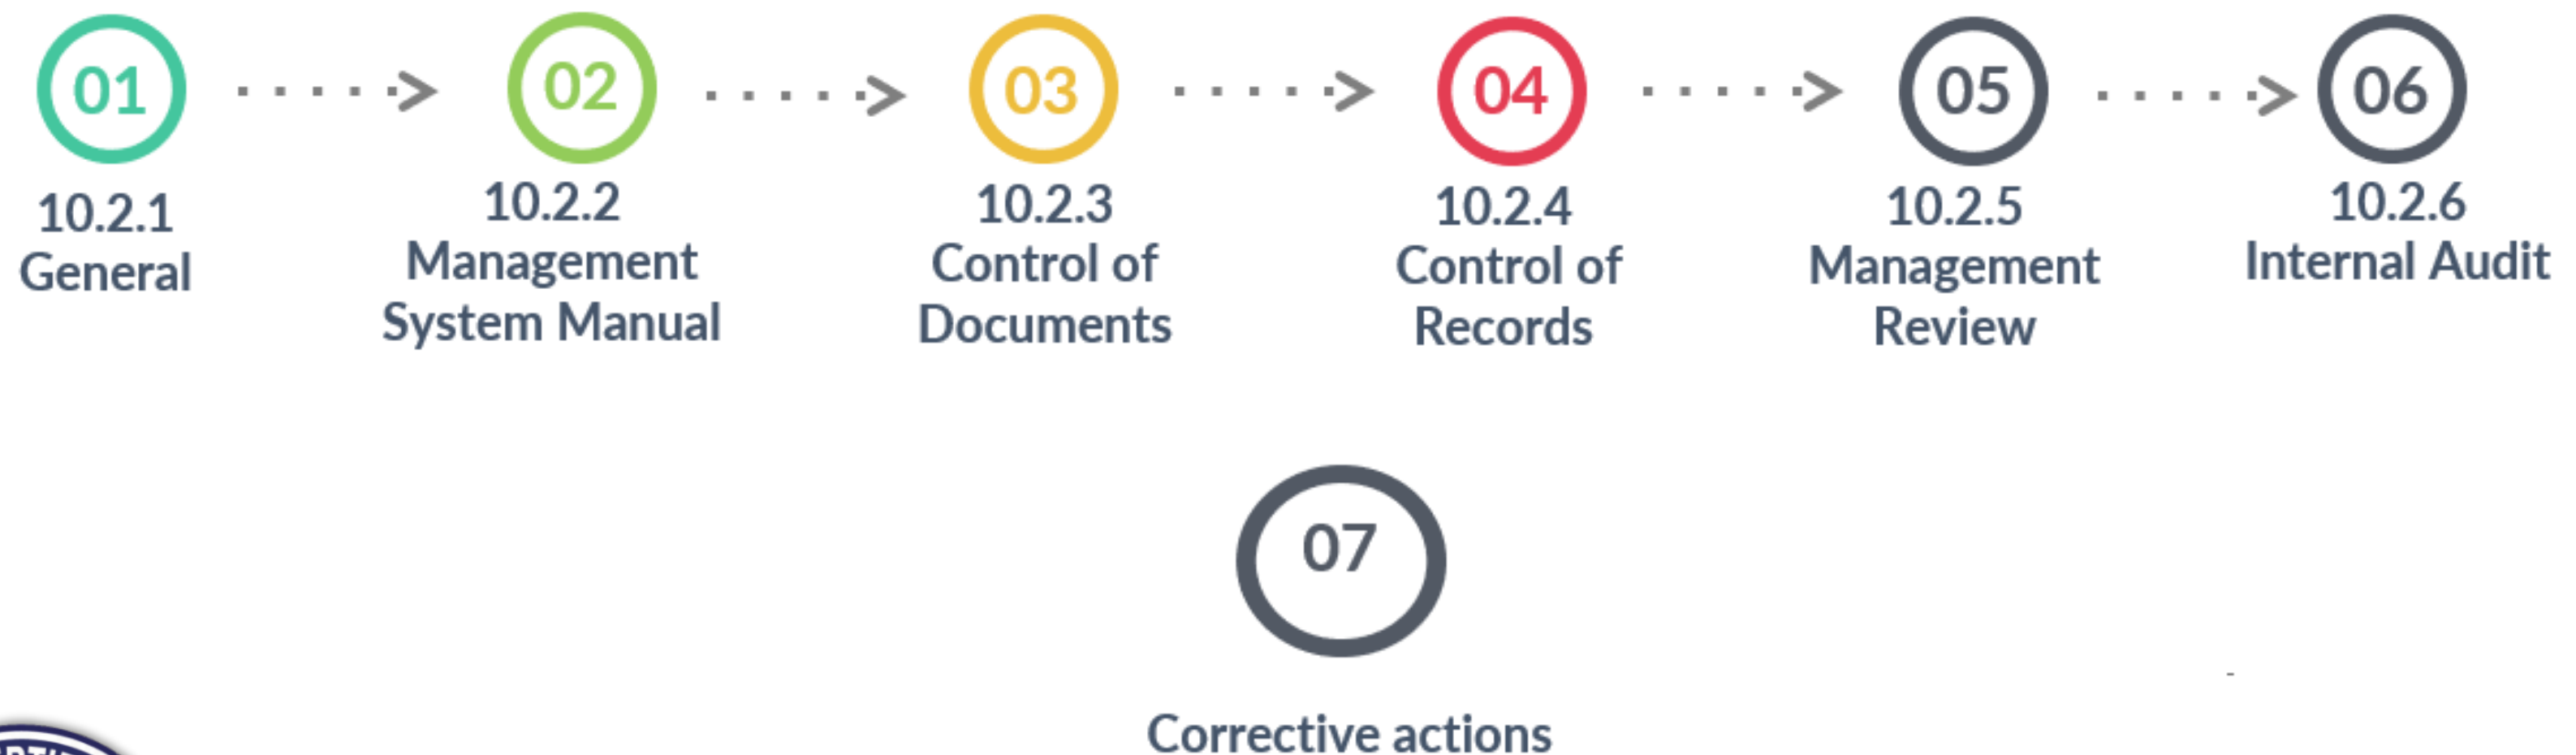 01
02
03
04
05
06
10.2.1
General
10.2.2
Management
System Manual
10.2.3
Control of
Documents
10.2.4
Control of
Records
10.2.5
Management
Review
10.2.6
Internal Audit
07
Corrective actions
-